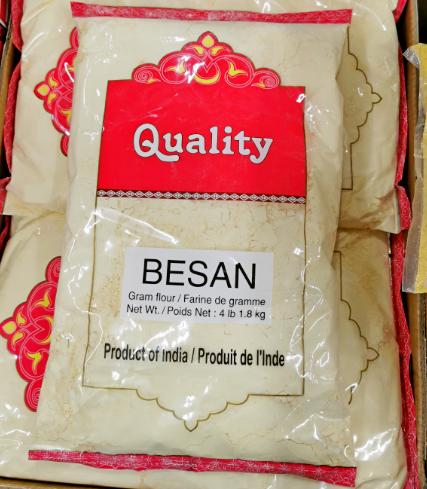 Quality
BESAN
Gram flour / Farine de gramme
Net Wt. / Poids Net : 4 lb 1.8 kg
Product of India / Produit de l'Inde